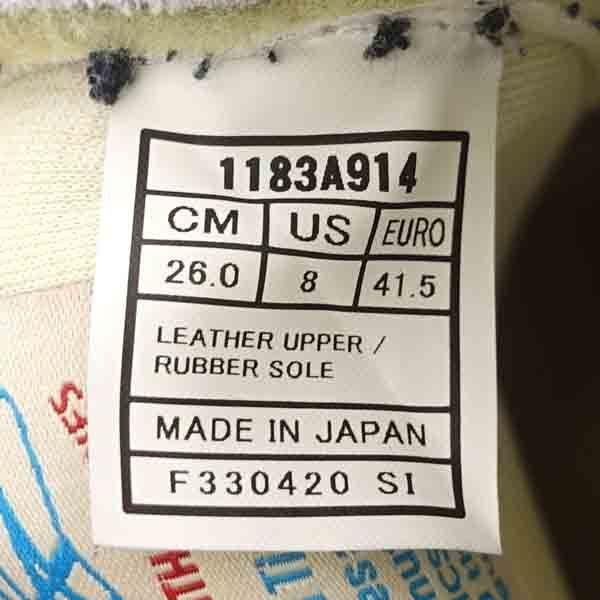 1183A914
CM US EURO
26.0 8 41.5
LEATHER UPPER /
RUBBER SOLE
MADE IN JAPAN
F330420 SI